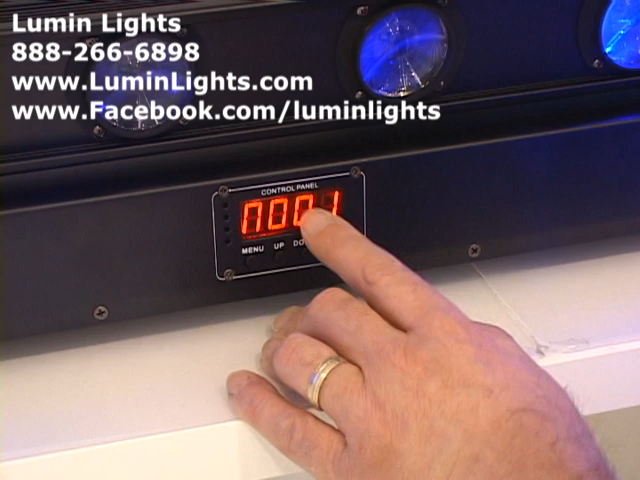 Lumin Lights
888-266-6898
www.LuminLights.com
www.Facebook.com/luminlights
CONTROL PANEL
MENU UP